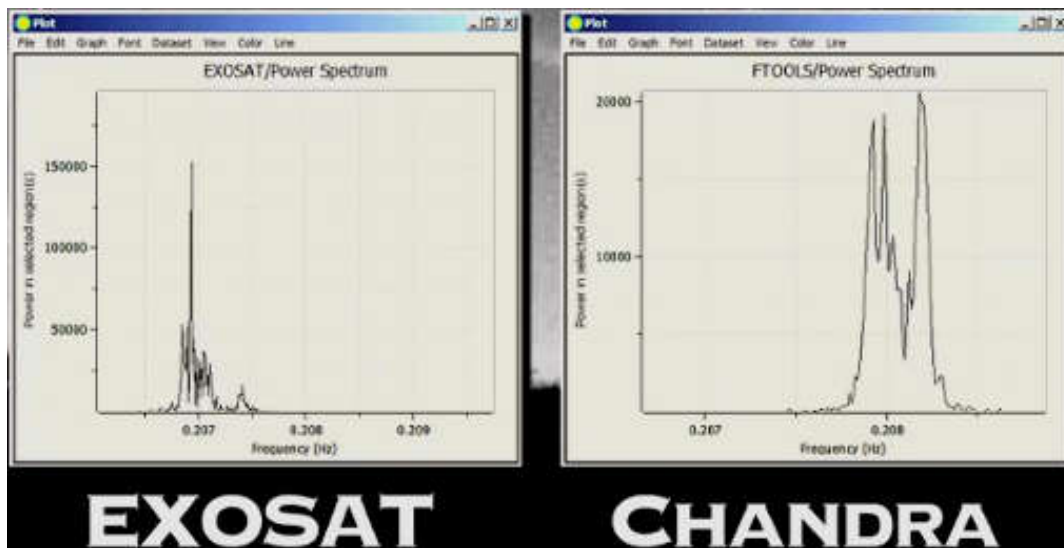 Plot
File Edit Graph Font Dataset View Color Line
EXOSAT/Power Spectrum
Power in selected region(s)
150000
100000
50000
0.207 0.208 0.209
Frequency (Hz)
EXOSAT
Plot
File Edit Graph Font Dataset View Color Line
FTOOLS/Power Spectrum
Power in selected region(s)
20000
10000
0.207 0.208
Frequency (Hz)
CHANDRA